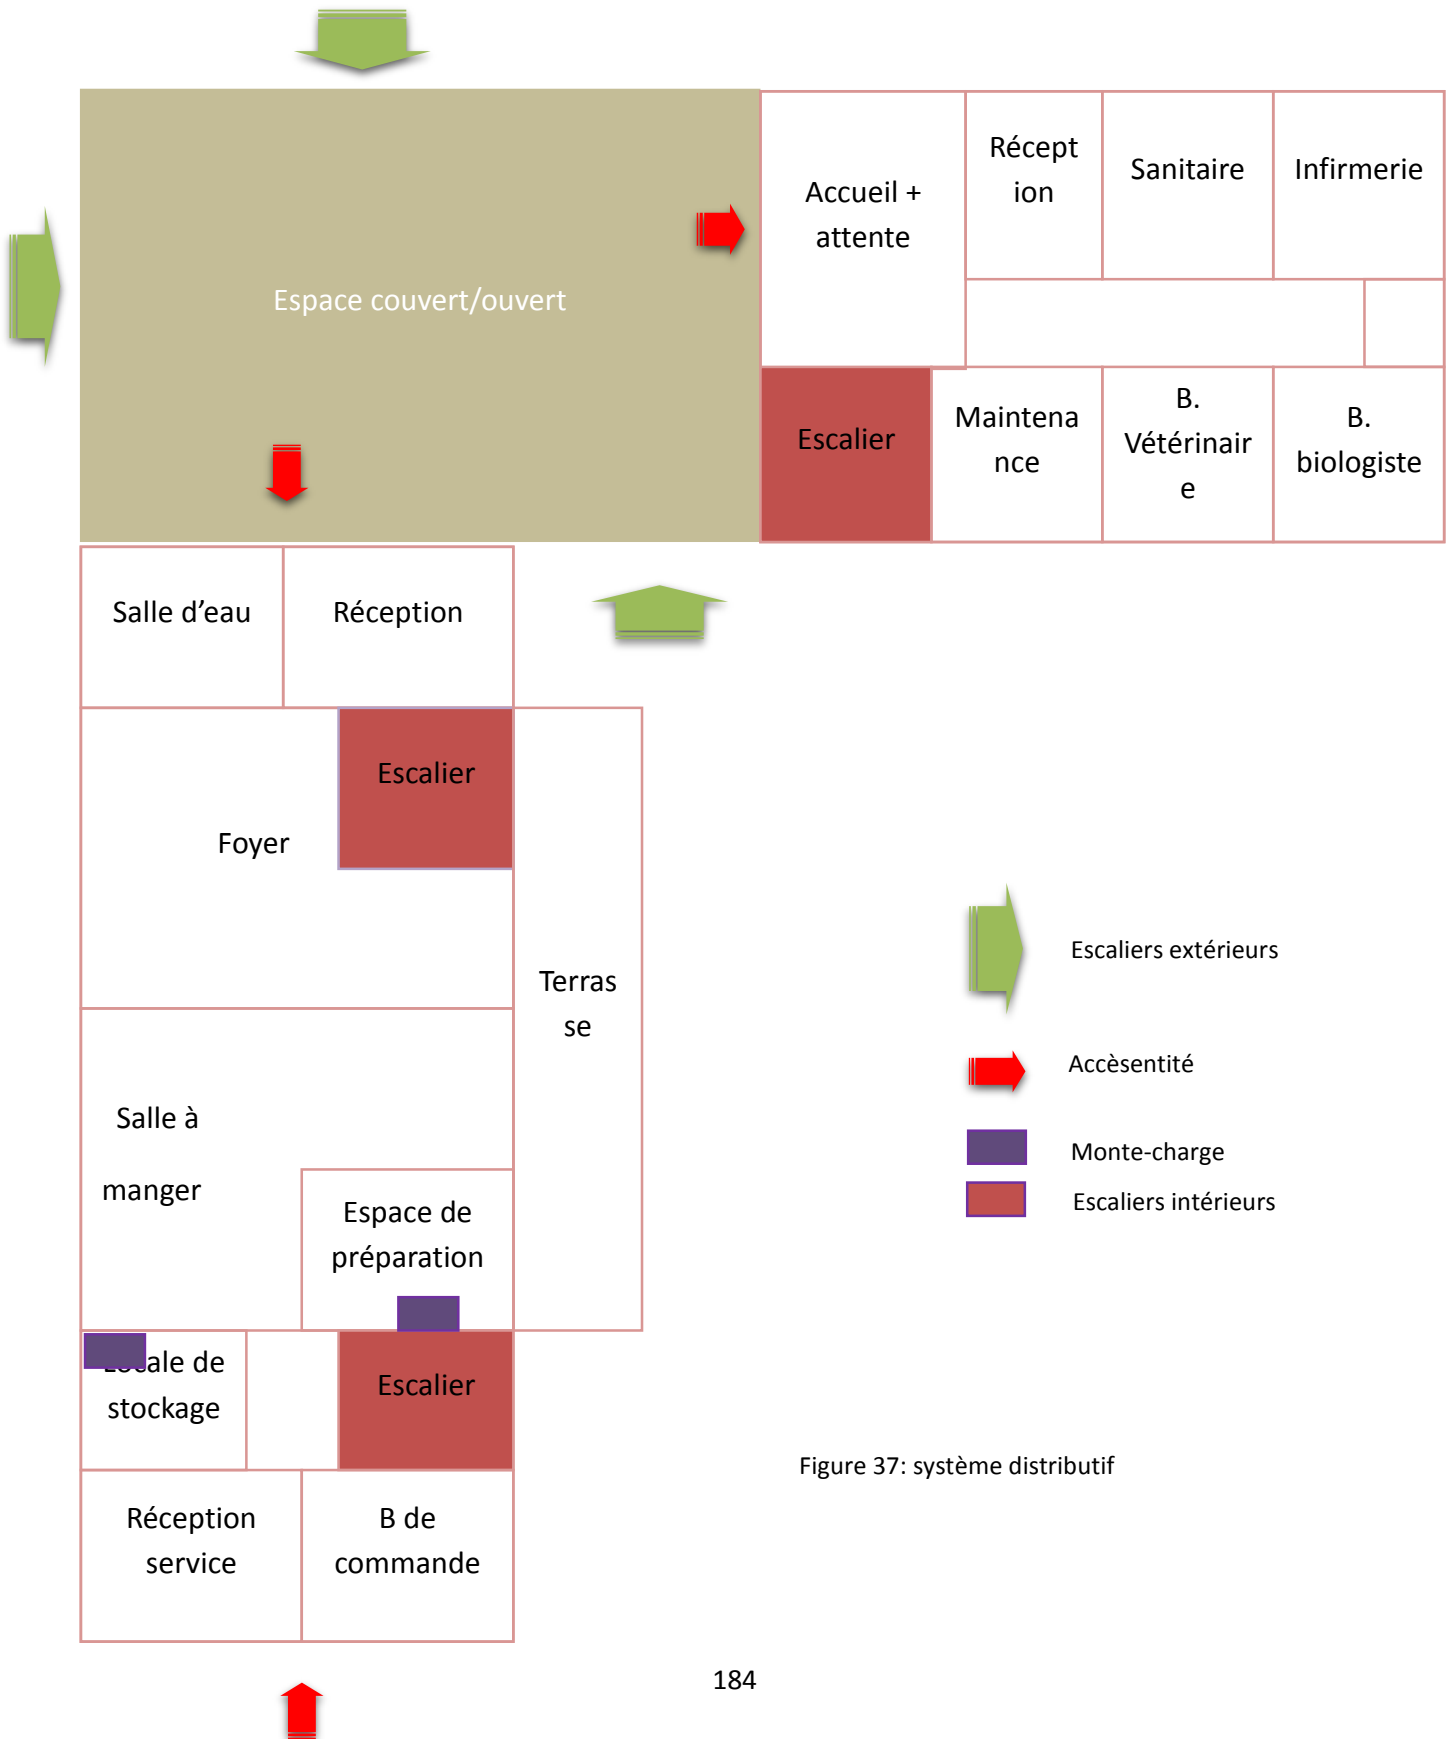 Espace couvert/ouvert
Accueil +
attente
Récept
ion
Sanitaire
Infirmerie
Escalier
Maintena
nce
B.
Vétérinair
e
B.
biologiste
Salle d’eau
Réception
Escalier
Foyer
Terras
se
Salle à
manger
Espace de
préparation
ale de
stockage
Escalier
Réception
service
B de
commande
Escaliers extérieurs
Accèsentité
Monte-charge
Escaliers intérieurs
Figure 37: système distributif
184